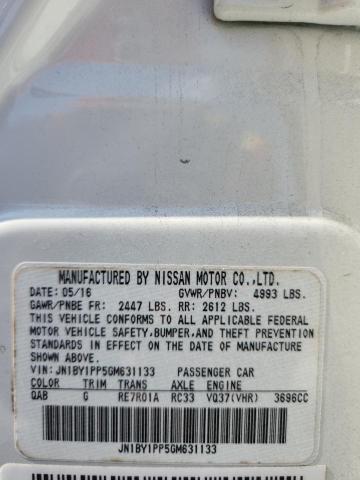 MANUFACTURED BY NISSAN MOTOR CO.,LTD.
DATE: 05/16 GVWR/PNBV: 4993 LBS.
GAWR/PNBE FR: 2447 LBS. RR: 2612 LBS.
THIS VEHICLE CONFORMS TO ALL APPLICABLE FEDERAL
MOTOR VEHICLE SAFETY,BUMPER,AND THEFT PREVENTION
STANDARDS IN EFFECT ON THE DATE OF MANUFACTURE
SHOWN ABOVE.
VIN: JN1BY1PP5GM631133 PASSENGER CAR
COLOR TRIM TRANS AXLE ENGINE
QAB G RE7R01A RC33 VQ37(VHR) 3696CC
JN1BY1PP5GM631133